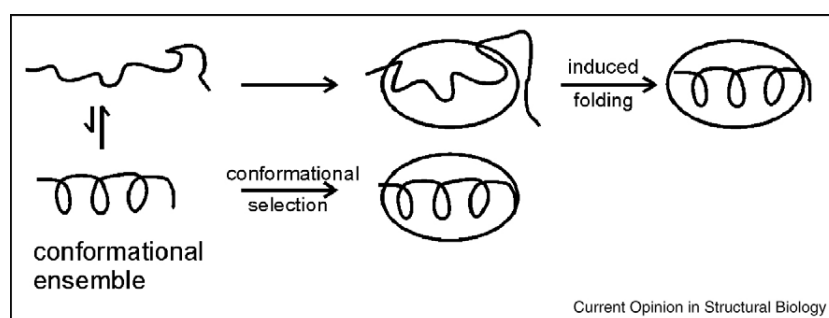 induced
folding
conformational
selection
conformational
ensemble
Current Opinion in Structural Biology